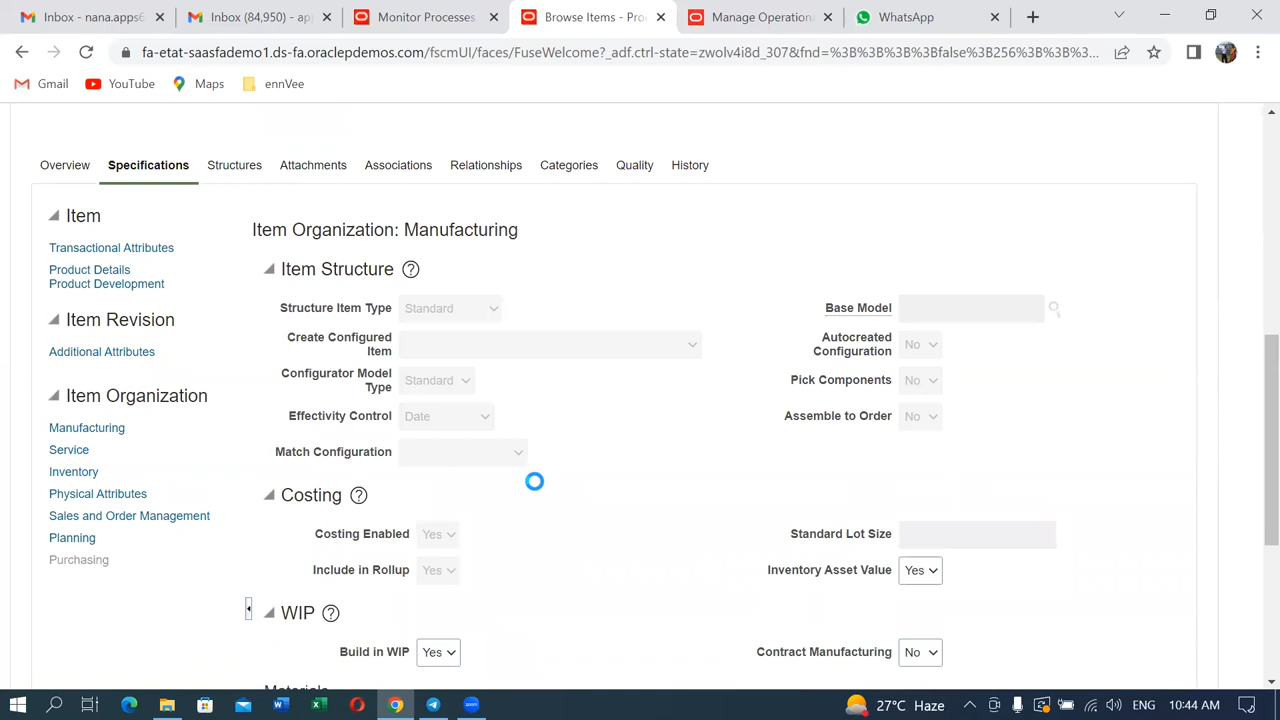 Inbox - nana.apps6
Inbox (84,950) - ap
Monitor Processes
Browse Items - Pro
Manage Operation
WhatsApp
fa-etat-saasfademo1.ds-fa.oraclepdemos.com/fscmUI/faces/FuseWelcome?_adf.ctrl-state=zwolv4i8d_307&fnd=%3B%3B%3B%3Bfalse%3B256%3B%3B%3...
Gmail
YouTube
Maps
ennVee
Overview
Specifications
Structures
Attachments
Associations
Relationships
Categories
Quality
History
Item
Transactional Attributes
Product Details
Product Development
Item Revision
Additional Attributes
Item Organization
Manufacturing
Service
Inventory
Physical Attributes
Sales and Order Management
Planning
Purchasing
Item Organization: Manufacturing
Item Structure
Structure Item Type Standard
Base Model
Create Configured
Item
Autocreated
Configuration No
Configurator Model
Type Standard
Pick Components No
Effectivity Control Date
Assemble to Order No
Match Configuration
Costing
Costing Enabled Yes
Standard Lot Size
Include in Rollup Yes
Inventory Asset Value Yes
WIP
Build in WIP Yes
Contract Manufacturing No
Materials
27°C Haze
ENG
10:44 AM